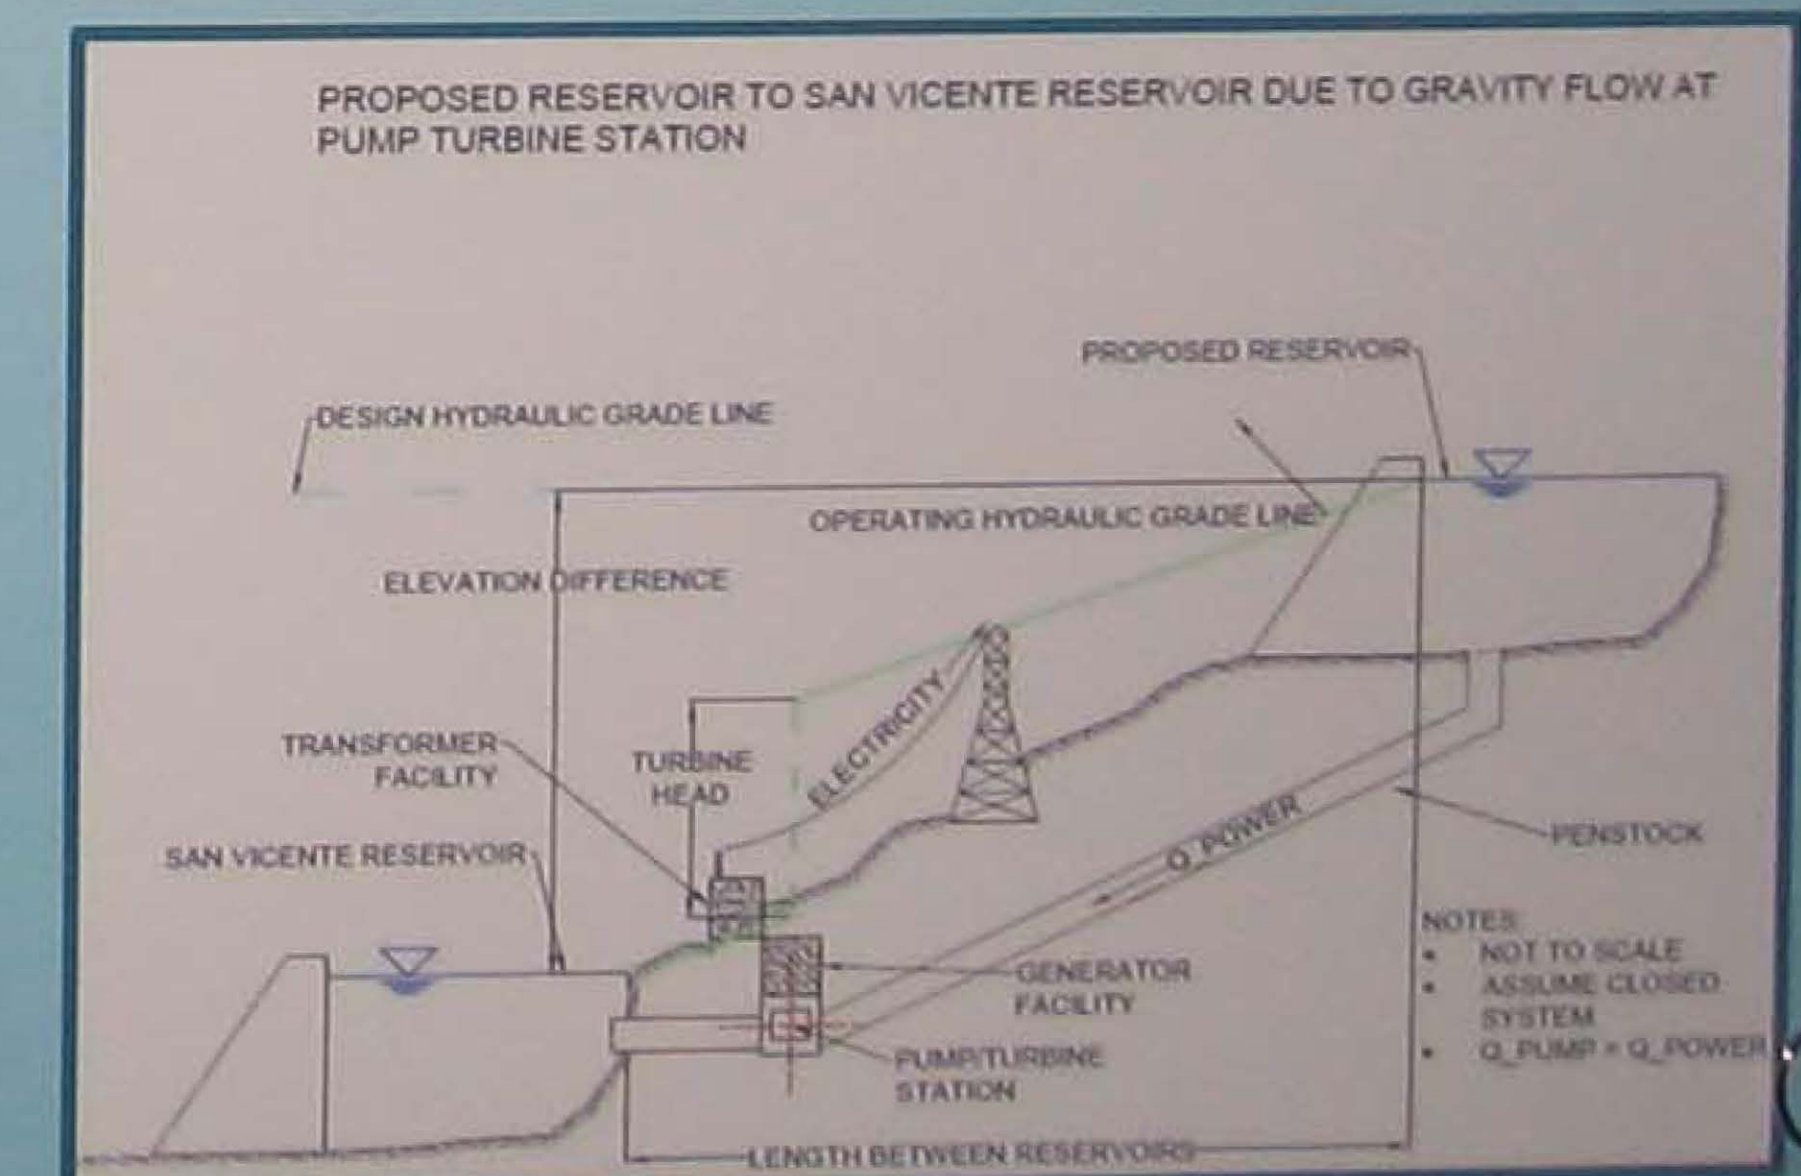 PROPOSED RESERVOIR TO SAN VICENTE RESERVOIR DUE TO GRAVITY FLOW AT
PUMP TURBINE STATION
PROPOSED RESERVOIR
DESIGN HYDRAULIC GRADE LINE
OPERATING HYDRAULIC GRADE LINE
ELEVATION DIFFERENCE
ELECTRICITY
TRANSFORMER
FACILITY
TURBINE
HEAD
SAN VICENTE RESERVOIR
Q_POWER
PENSTOCK
GENERATOR
FACILITY
PUMP/TURBINE
STATION
NOTES:
• NOT TO SCALE
• ASSUME CLOSED
SYSTEM
• Q_PUMP = Q_POWER
LENGTH BETWEEN RESERVOIRS